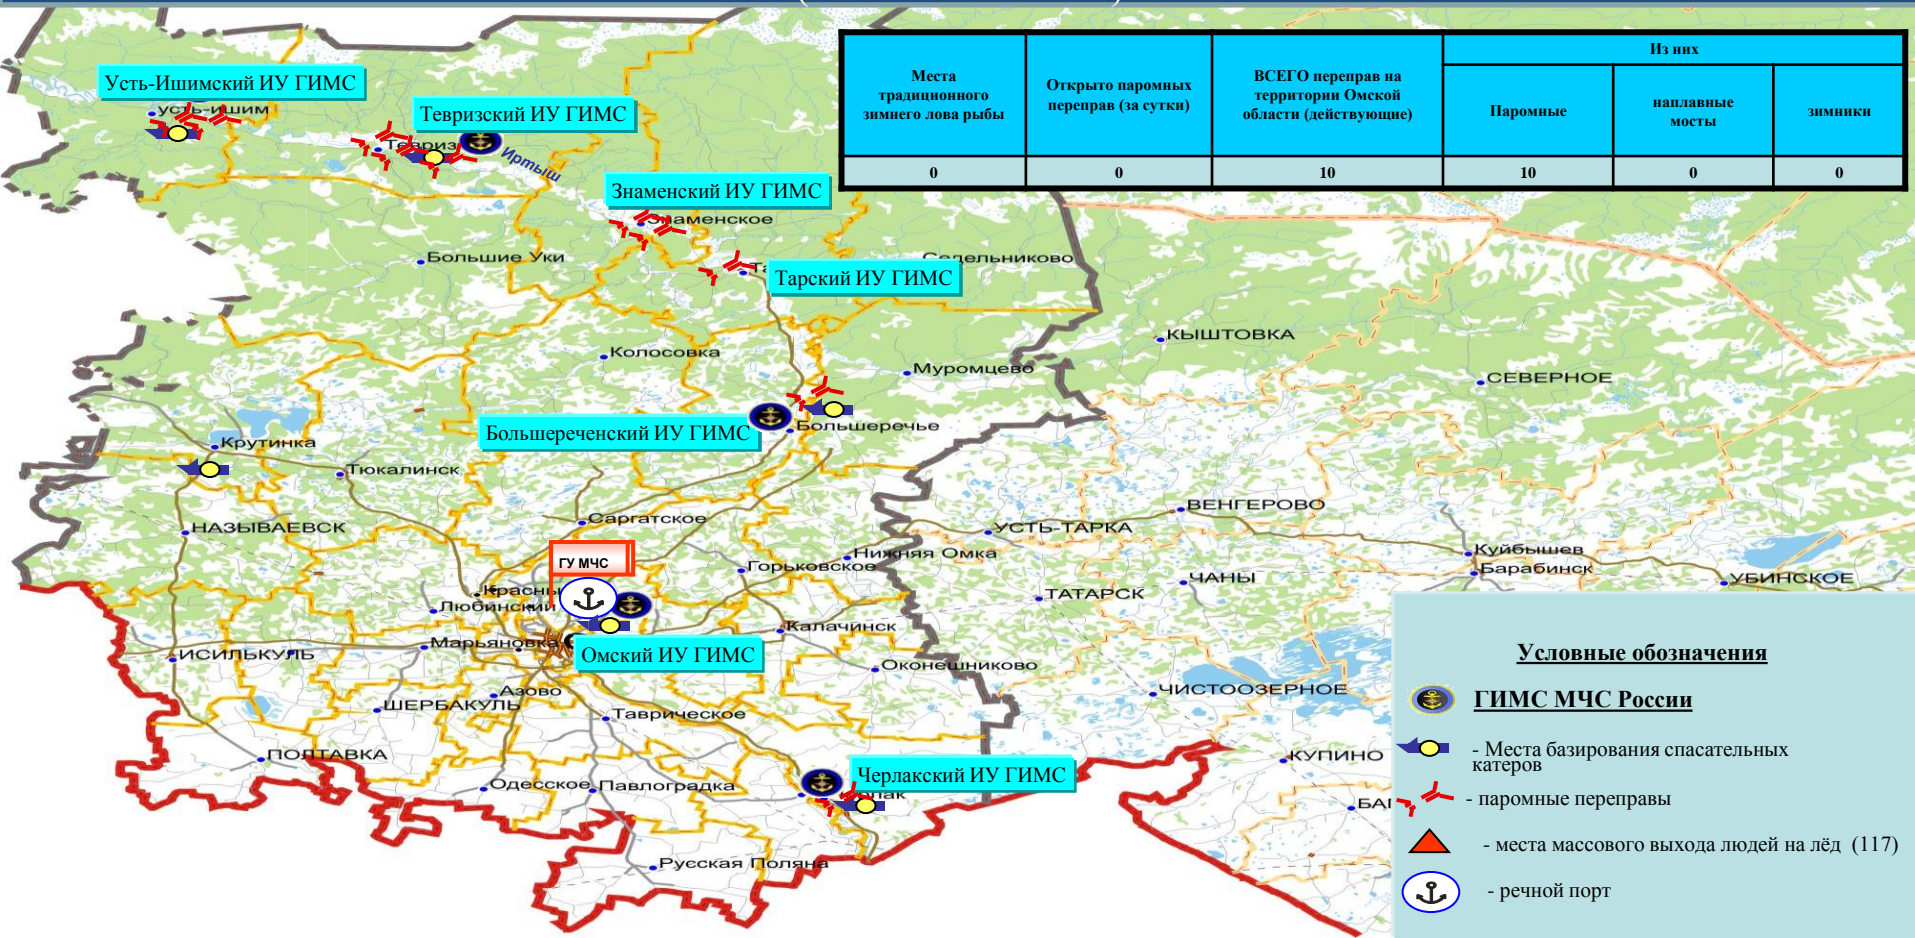 Места
традиционного
зимнего лова рыбы
Открыто паромных
переправ (за сутки)
ВСЕГО переправ на
территории Омской
области (действующие)
Из них
Паромные
наплавные
мосты
зимники
0
0
10
10
0
0
Усть-Ишимский ИУ ГИМС
усть-ишим
Тевризский ИУ ГИМС
Тевриз
Иртыш
Знаменский ИУ ГИМС
Знаменское
Большие Уки
Седельниково
Тарский ИУ ГИМС
КЫШТОВКА
Колосовка
Муромцево
СЕВЕРНОЕ
Большереченский ИУ ГИМС
Большеречье
Крутинка
Тюкалинск
ВЕНГЕРОВО
НАЗЫВАЕВСК
Саргатское
УСТЬ-ТАРКА
Нижняя Омка
Куйбышев
ГУ МЧС
Горьковское
Барабинск
ЧАНЫ
УБИНСКОЕ
Любинский
ТАТАРСК
Калачинск
Марьяновка
ИСИЛЬКУЛЬ
Омский ИУ ГИМС
Оконешниково
Азово
ЧИСТООЗЕРНОЕ
ШЕРБАКУЛЬ
Таврическое
ПОЛТАВКА
КУПИНО
Черлакский ИУ ГИМС
Одесское
Павлоградка
Русская Поляна
Условные обозначения
ГИМС МЧС России
- Места базирования спасательных
катеров
- паромные переправы
- места массового выхода людей на лёд (117)
- речной порт